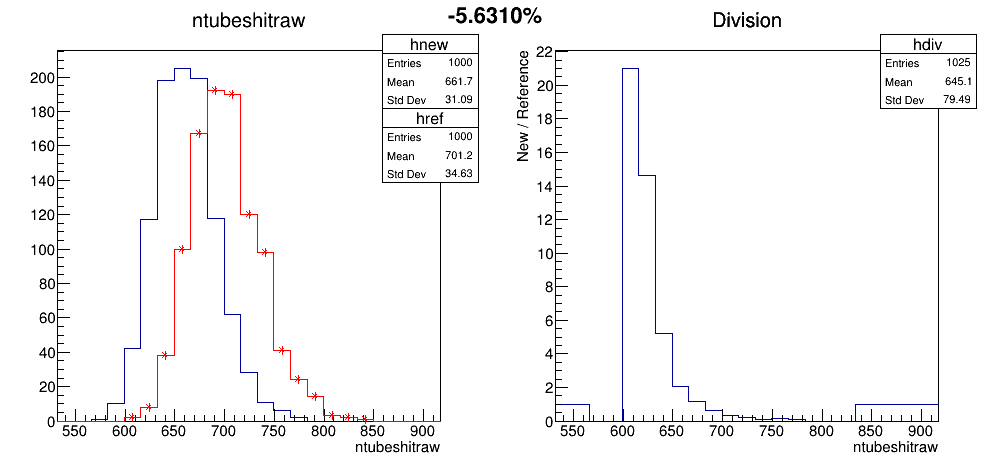 -5.6310%
ntubeshitraw
hnew
Entries 1000
Mean 661.7
Std Dev 31.09
href
Entries 1000
Mean 701.2
Std Dev 34.63
200
180
160
140
120
100
80
60
40
20
0
550 600 650 700 750 800 850 900
ntubeshitraw
Division
hdiv
Entries 1025
Mean 645.1
Std Dev 79.49
New / Reference
22
20
18
16
14
12
10
8
6
4
2
0
550 600 650 700 750 800 850 900
ntubeshitraw